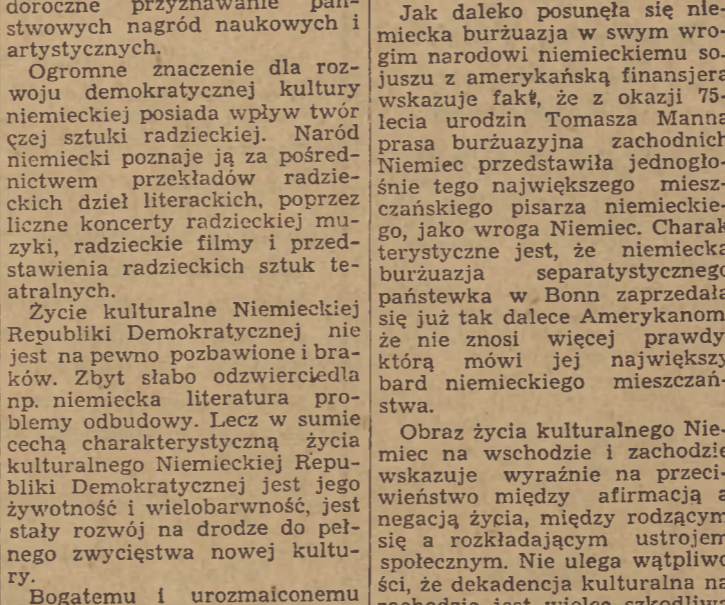 doroczne przyznawanie pań-
stwowych nagród naukowych i
artystycznych.
Ogromne znaczenie dla roz-
woju demokratycznej kultury
niemieckiej posiada wpływ twór
czej sztuki radzieckiej. Naród
niemiecki poznaje ją za pośred-
nictwem przekładów radzie-
ckich dzieł literackich, poprzez
liczne koncerty radzieckiej mu-
zyki, radzieckie filmy i przed-
stawienia radzieckich sztuk te-
atralnych.
Życie kulturalne Niemieckiej
Republiki Demokratycznej nie
jest na pewno pozbawione i bra-
ków. Zbyt słabo odzwierciedla
np. niemiecka literatura pro-
blemy odbudowy. Lecz w sumie
cechą charakterystyczną życia
kulturalnego Niemieckiej Repu-
bliki Demokratycznej jest jego
żywotność i wielobarwność, jest
stały rozwój na drodze do peł-
nego zwycięstwa nowej kultu-
ry.
Bogatemu i urozmaiconemu
Jak daleko posunęła się nie-
miecka burżuazja w swym wro-
gim narodowi niemieckiemu so-
juszu z amerykańską finansjerą
wskazuje fakt, że z okazji 75-
lecia urodzin Tomasza Manna
prasa burżuazyjna zachodnich
Niemiec przedstawiła jednogło-
śnie tego największego miesz-
czańskiego pisarza niemieckie-
go, jako wroga Niemiec. Charak
terystyczne jest, że niemiecka
burżuazja separatystycznego
państewka w Bonn zaprzedała
się już tak dalece Amerykanom
że nie znosi więcej prawdy
którą mówi jej największy
bard niemieckiego mieszczań-
stwa.
Obraz życia kulturalnego Nie-
miec na wschodzie i zachodzie
wskazuje wyraźnie na przeci-
wieństwo między afirmacją a
negacją życia, między rodzącym
się a rozkładającym ustrojem
społecznym. Nie ulega wątpliwo
ści, że dekadencja kulturalna na
zachodzie jest wielce szkodliwa